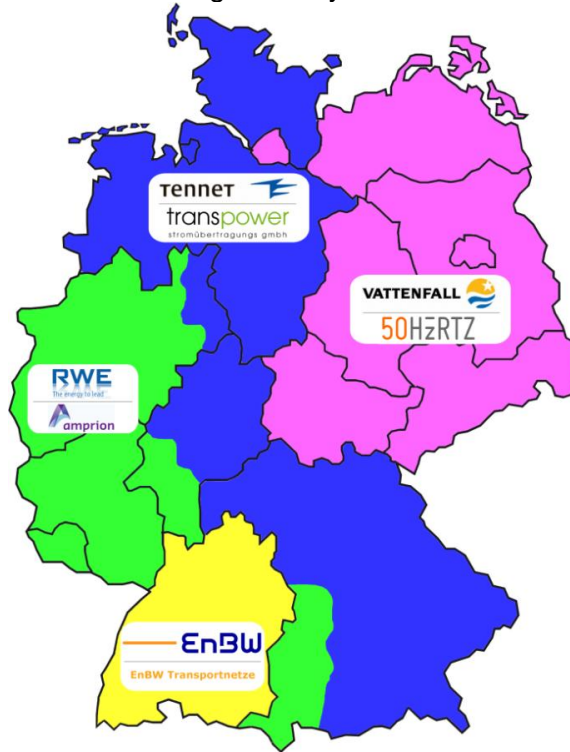 TENNET
transpower
stromübertragungs gmbh
VATTENFALL
50HzRTZ
RWE
The energy to lead
amprion
EnBW
EnBW Transportnetze